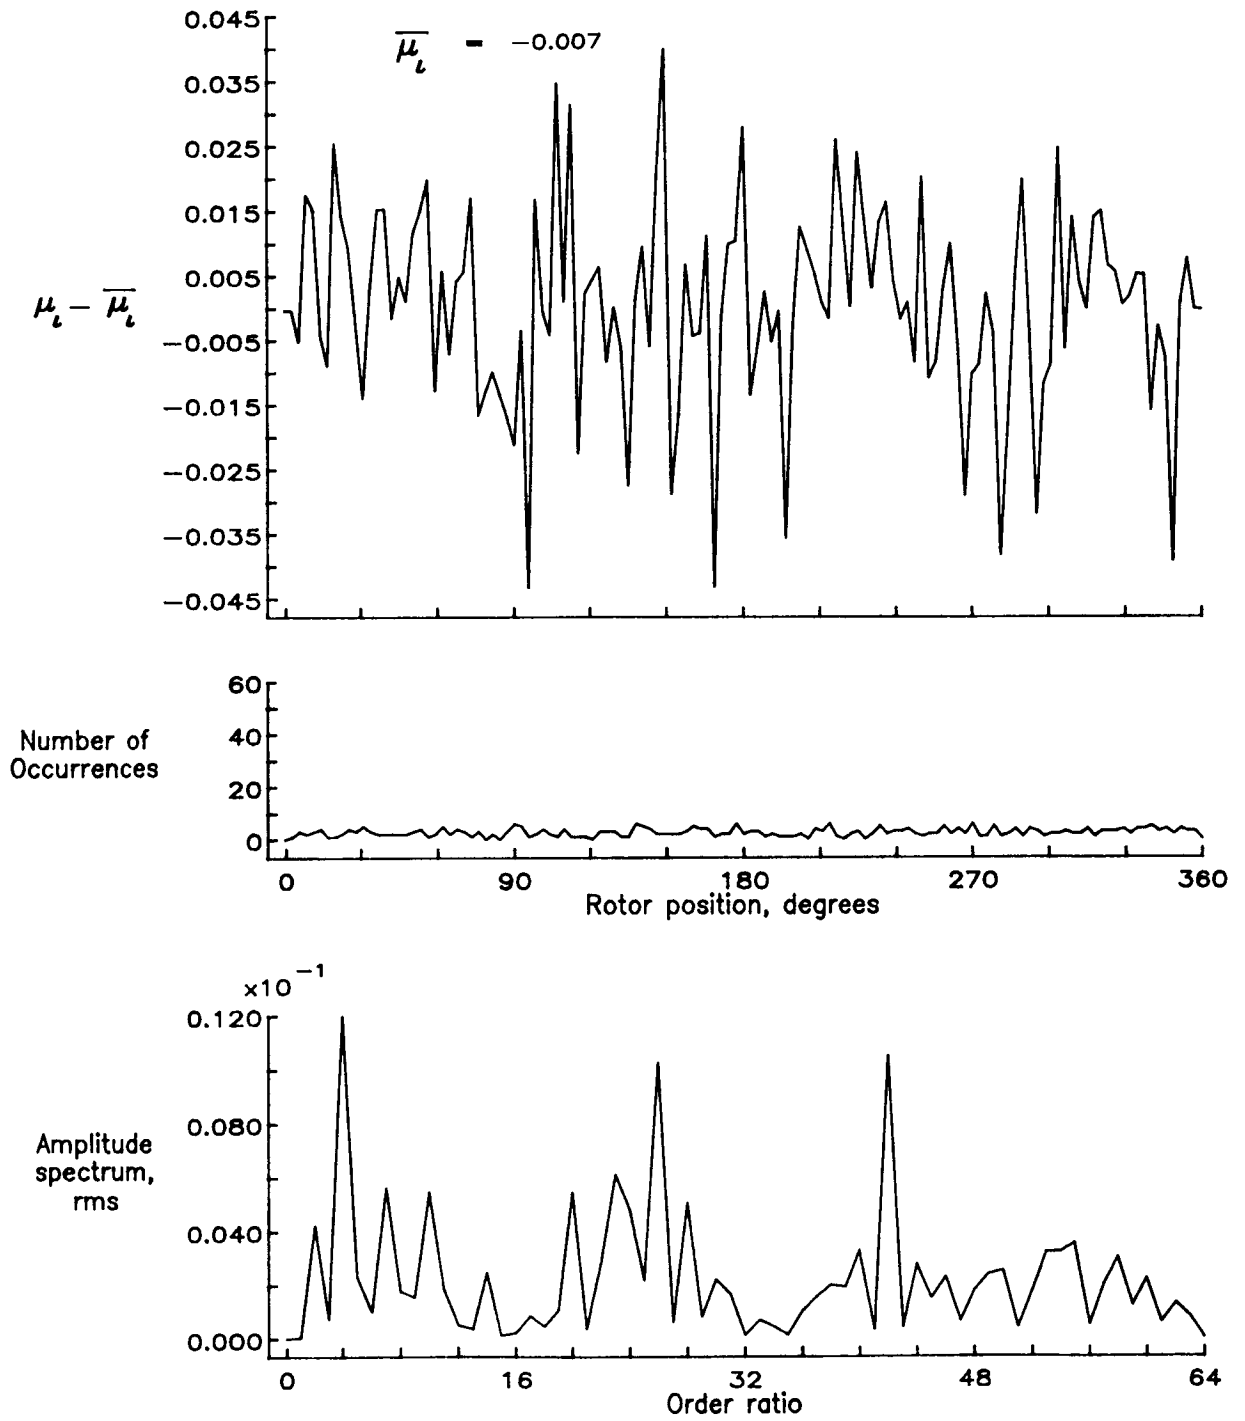 0.045
μ̅ι = −0.007
0.035
0.025
0.015
0.005
μι − μ̅ι
−0.005
−0.015
−0.025
−0.035
−0.045
60
40
Number of
Occurrences
20
0
0 90 180 270 360
Rotor position, degrees
×10⁻¹
0.120
0.080
Amplitude
spectrum,
rms
0.040
0.000
0 16 32 48 64
Order ratio